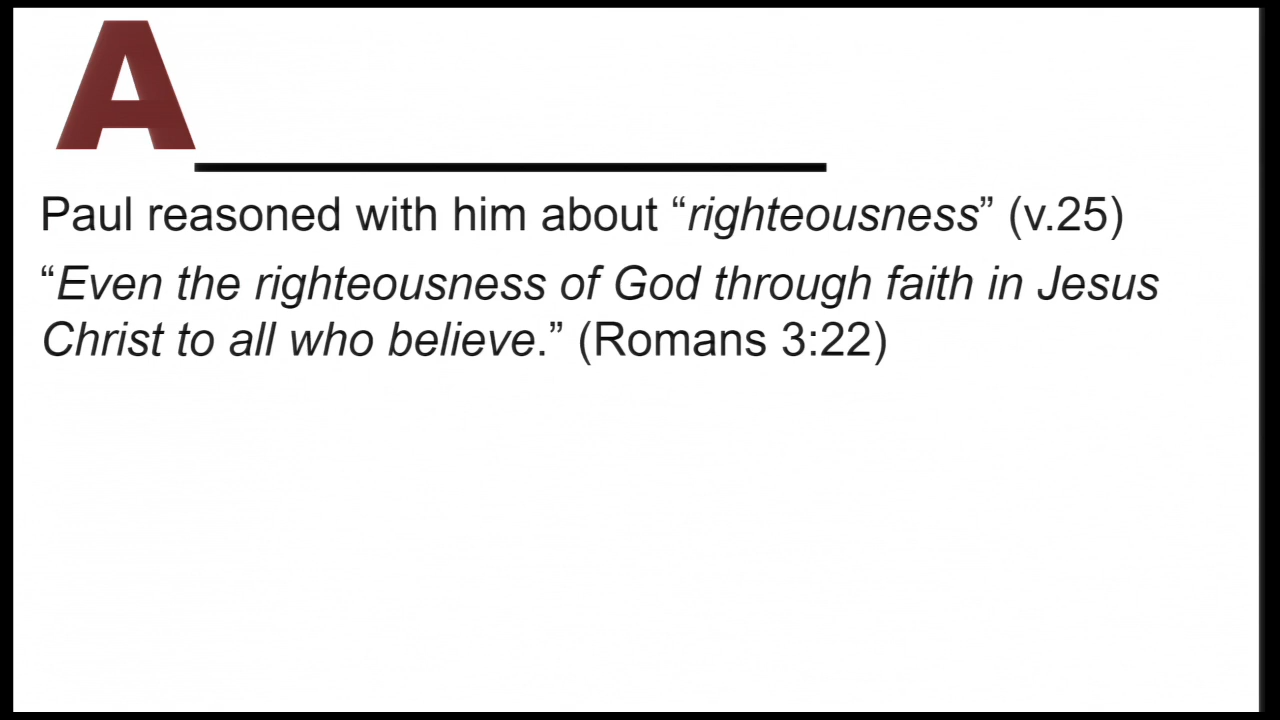 A
Paul reasoned with him about “righteousness” (v.25)
“Even the righteousness of God through faith in Jesus
Christ to all who believe.” (Romans 3:22)